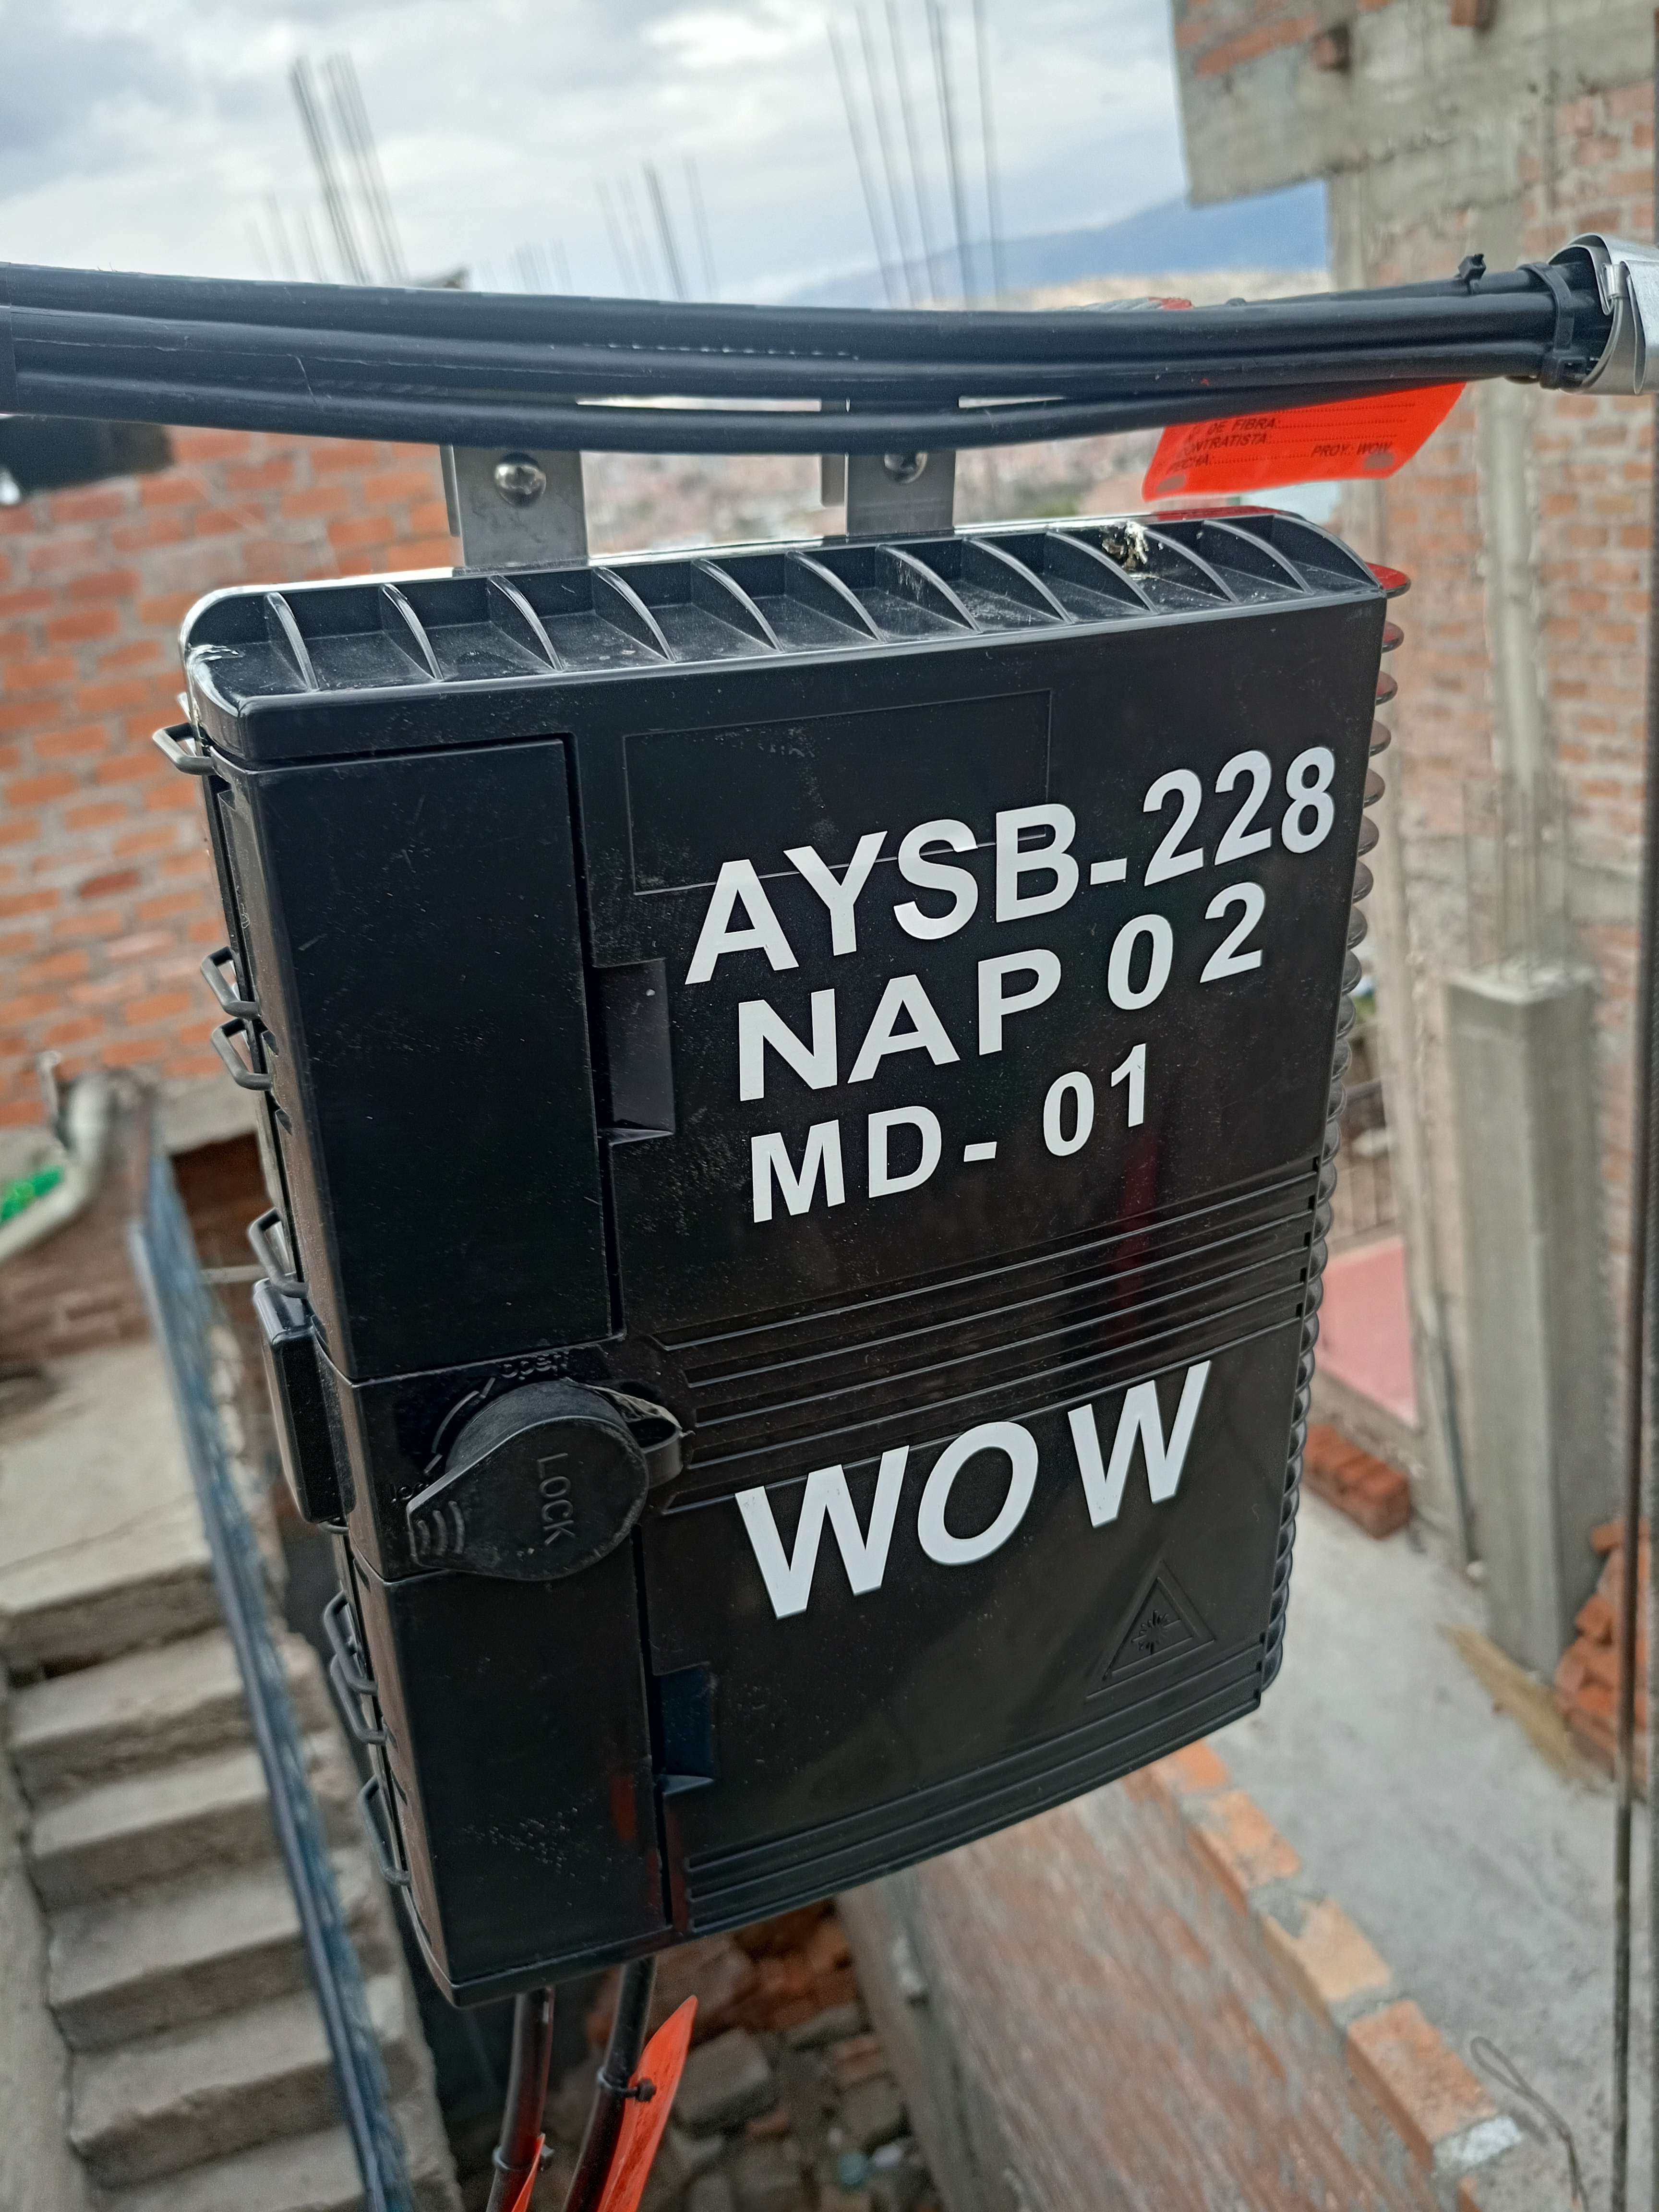 DE FIBRA:
CONTRATISTA:
FECHA: PROY.: WOW
AYSB-228
NAP 02
MD- 01
open
LOCK
WOW